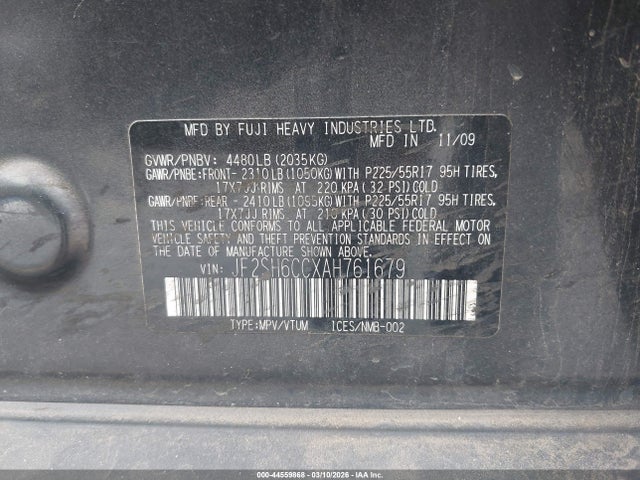 MFD BY FUJI HEAVY INDUSTRIES LTD.
MFD IN 11/09
GVWR/PNBV: 4480LB (2035KG)
GAWR/PNBE:FRONT- 2310LB (1050KG) WITH P225/55R17 95H TIRES,
17X7JJ RIMS AT 220 KPA (32 PSI) COLD
GAWR/PNBE:REAR - 2410LB (1095KG) WITH P225/55R17 95H TIRES,
17X7JJ RIMS AT 210 KPA (30 PSI) COLD
THIS VEHICLE CONFORMS TO ALL APPLICABLE FEDERAL MOTOR
VEHICLE SAFETY AND THEFT PREVENTION STANDARDS IN EFFECT ON
THE DATE OF MANUFACTURE SHOWN ABOVE.
VIN: JF2SH6CCXAH761679
TYPE:MPV/VTUM ICES/NMB-002
000-44559868 - 03/10/2026 - www.iaai.com